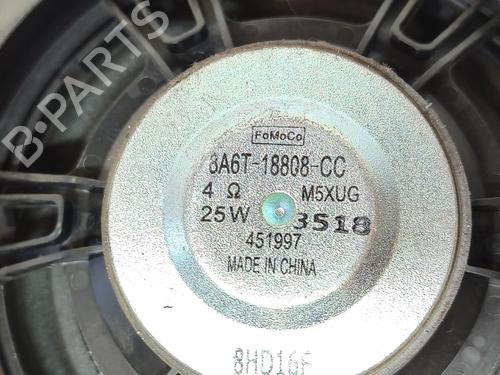 B-PARTS
FoMoCo
8A6T-18808-CC
4 Ω M5XUG
25W 3518
451997
MADE IN CHINA
8HD16F